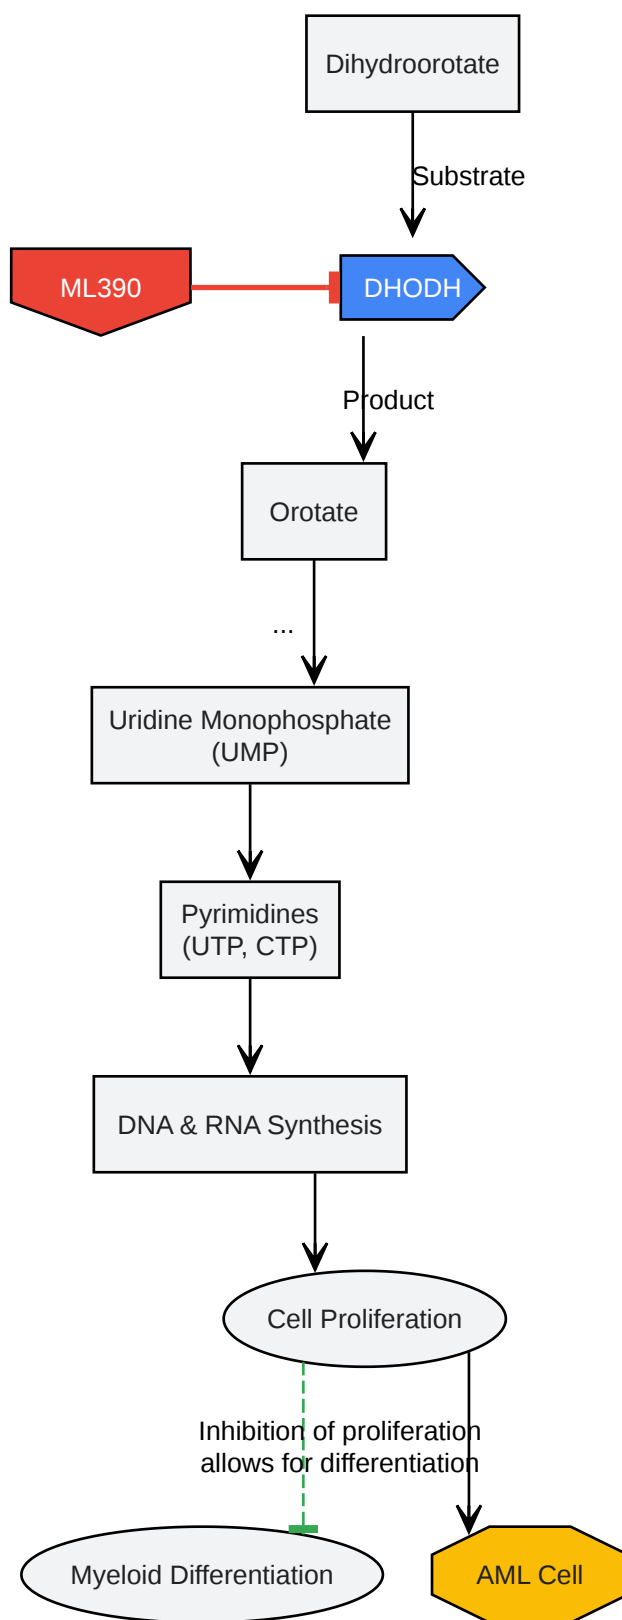 Dihydroorotate
Substrate
ML390
DHODH
Product
Orotate
...
Uridine Monophosphate
(UMP)
Pyrimidines
(UTP, CTP)
DNA & RNA Synthesis
Cell Proliferation
Inhibition of proliferation
allows for differentiation
Myeloid Differentiation
AML Cell